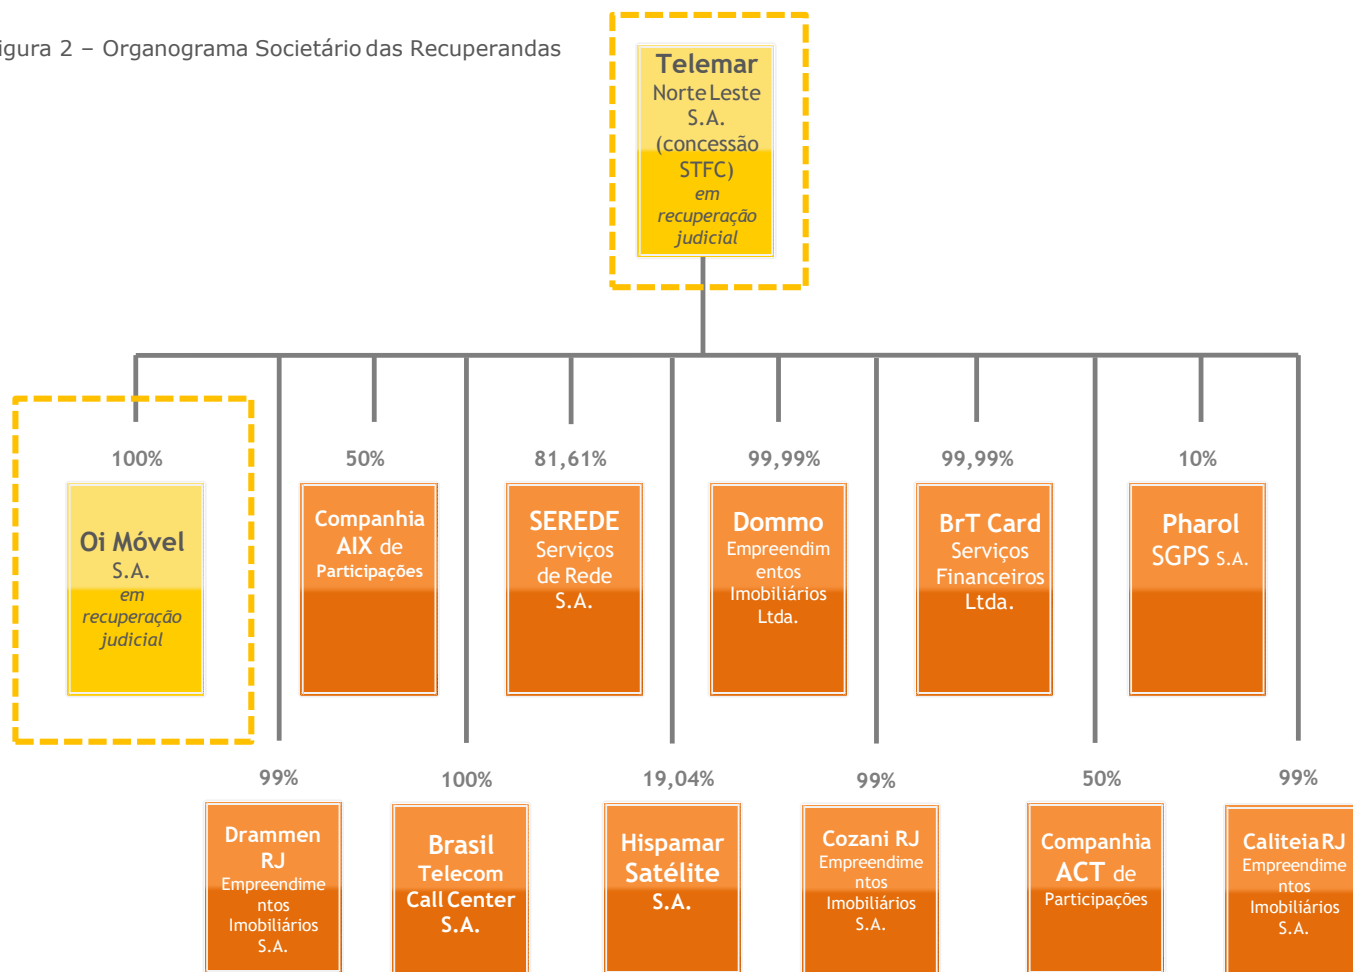 igura 2 – Organograma Societário das Recuperandas
Telemar
Norte Leste
S.A.
(concessão
STFC)
em
recuperação
judicial
100%
50%
81,61%
99,99%
99,99%
10%
Oi Móvel
S.A.
em
recuperação
judicial
Companhia
AIX de
Participações
SEREDE
Serviços
de Rede
S.A.
Dommo
Empreendim
entos
Imobiliários
Ltda.
BrT Card
Serviços
Financeiros
Ltda.
Pharol
SGPS S.A.
99%
100%
19,04%
99%
50%
99%
Drammen
RJ
Empreendime
ntos
Imobiliários
S.A.
Brasil
Telecom
Call Center
S.A.
Hispamar
Satélite
S.A.
Cozani RJ
Empreendime
ntos
Imobiliários
S.A.
Companhia
ACT de
Participações
Caliteia RJ
Empreendime
ntos
Imobiliários
S.A.